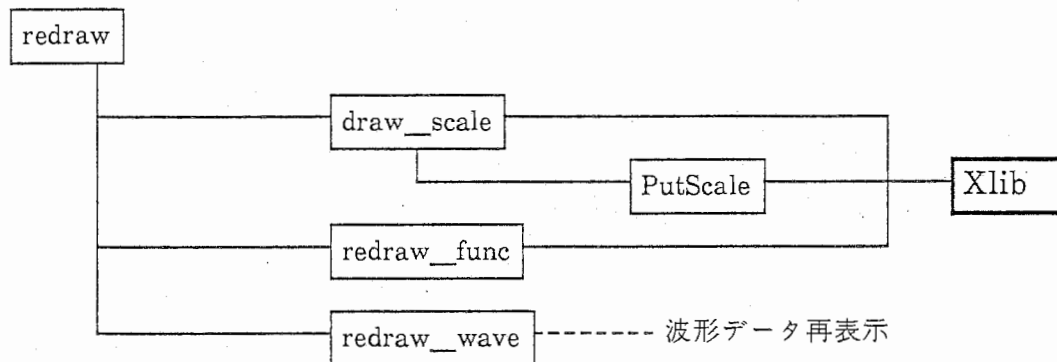 redraw
draw__scale
PutScale
Xlib
redraw__func
redraw__wave
波形データ再表示